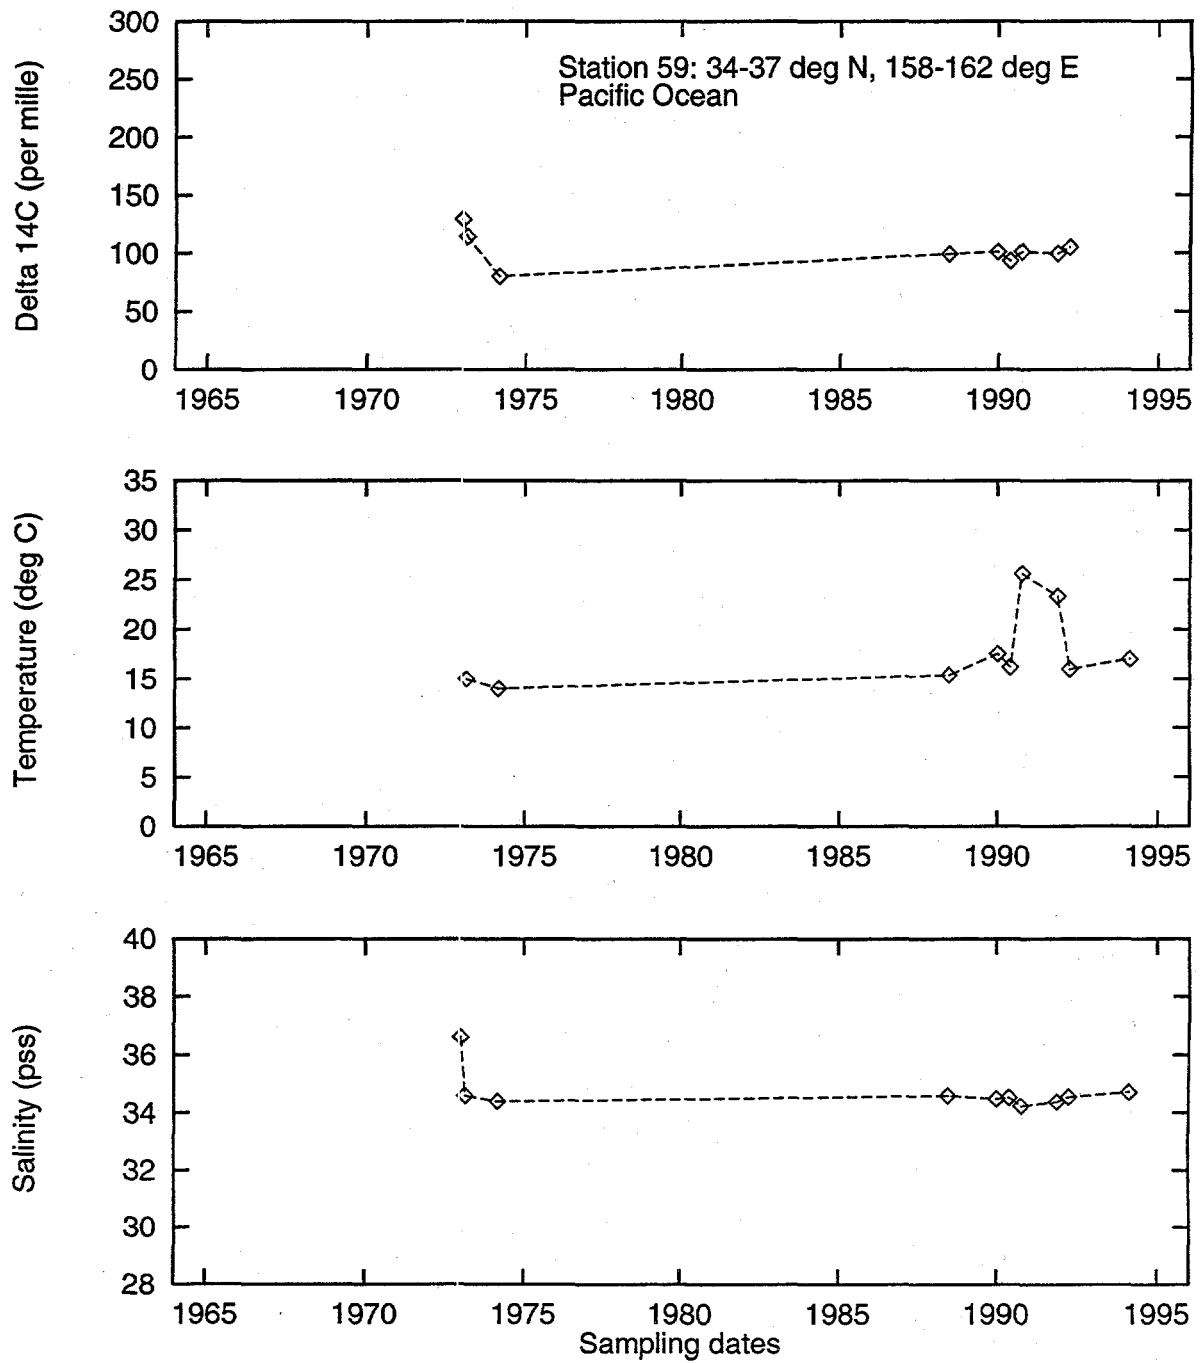 300
250
200
150
100
50
0
Delta 14C (per mille)
Station 59: 34-37 deg N, 158-162 deg E
Pacific Ocean
1965 1970 1975 1980 1985 1990 1995
35
30
25
20
15
10
5
0
Temperature (deg C)
1965 1970 1975 1980 1985 1990 1995
40
38
36
34
32
30
28
Salinity (pss)
1965 1970 1975 1980 1985 1990 1995
Sampling dates